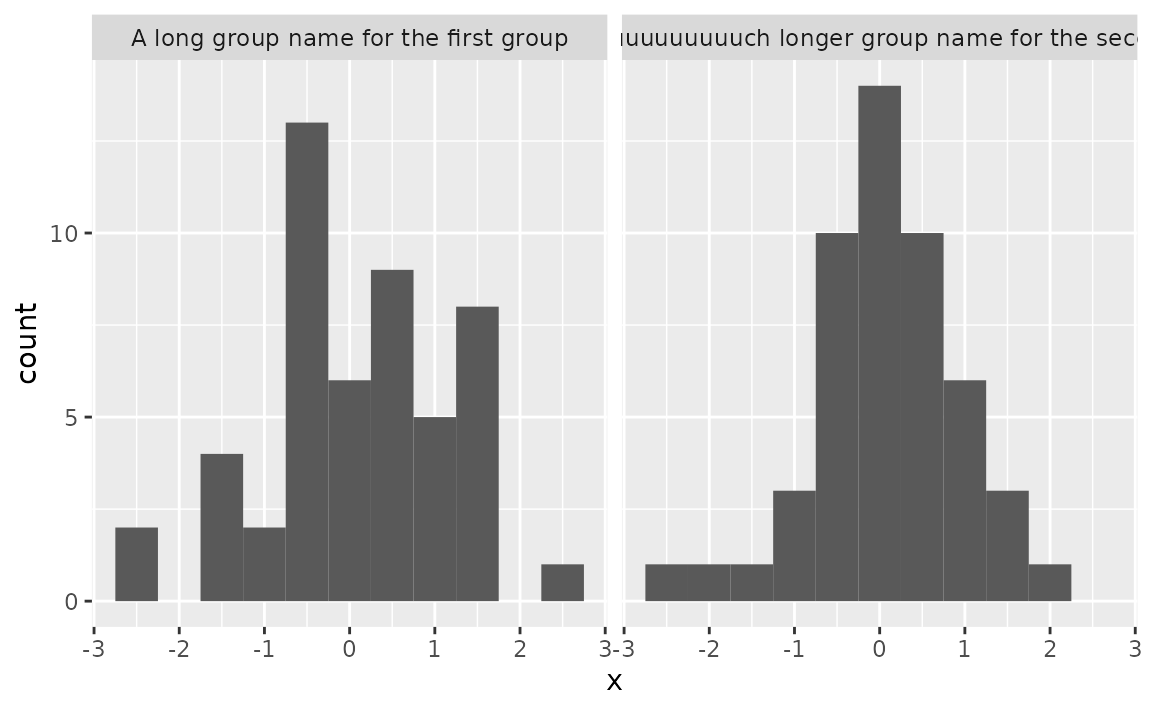 A long group name for the first group
uuuuuuuuch longer group name for the sec
10
5
0
count
-3 -2 -1 0 1 2 3
-3 -2 -1 0 1 2 3
x